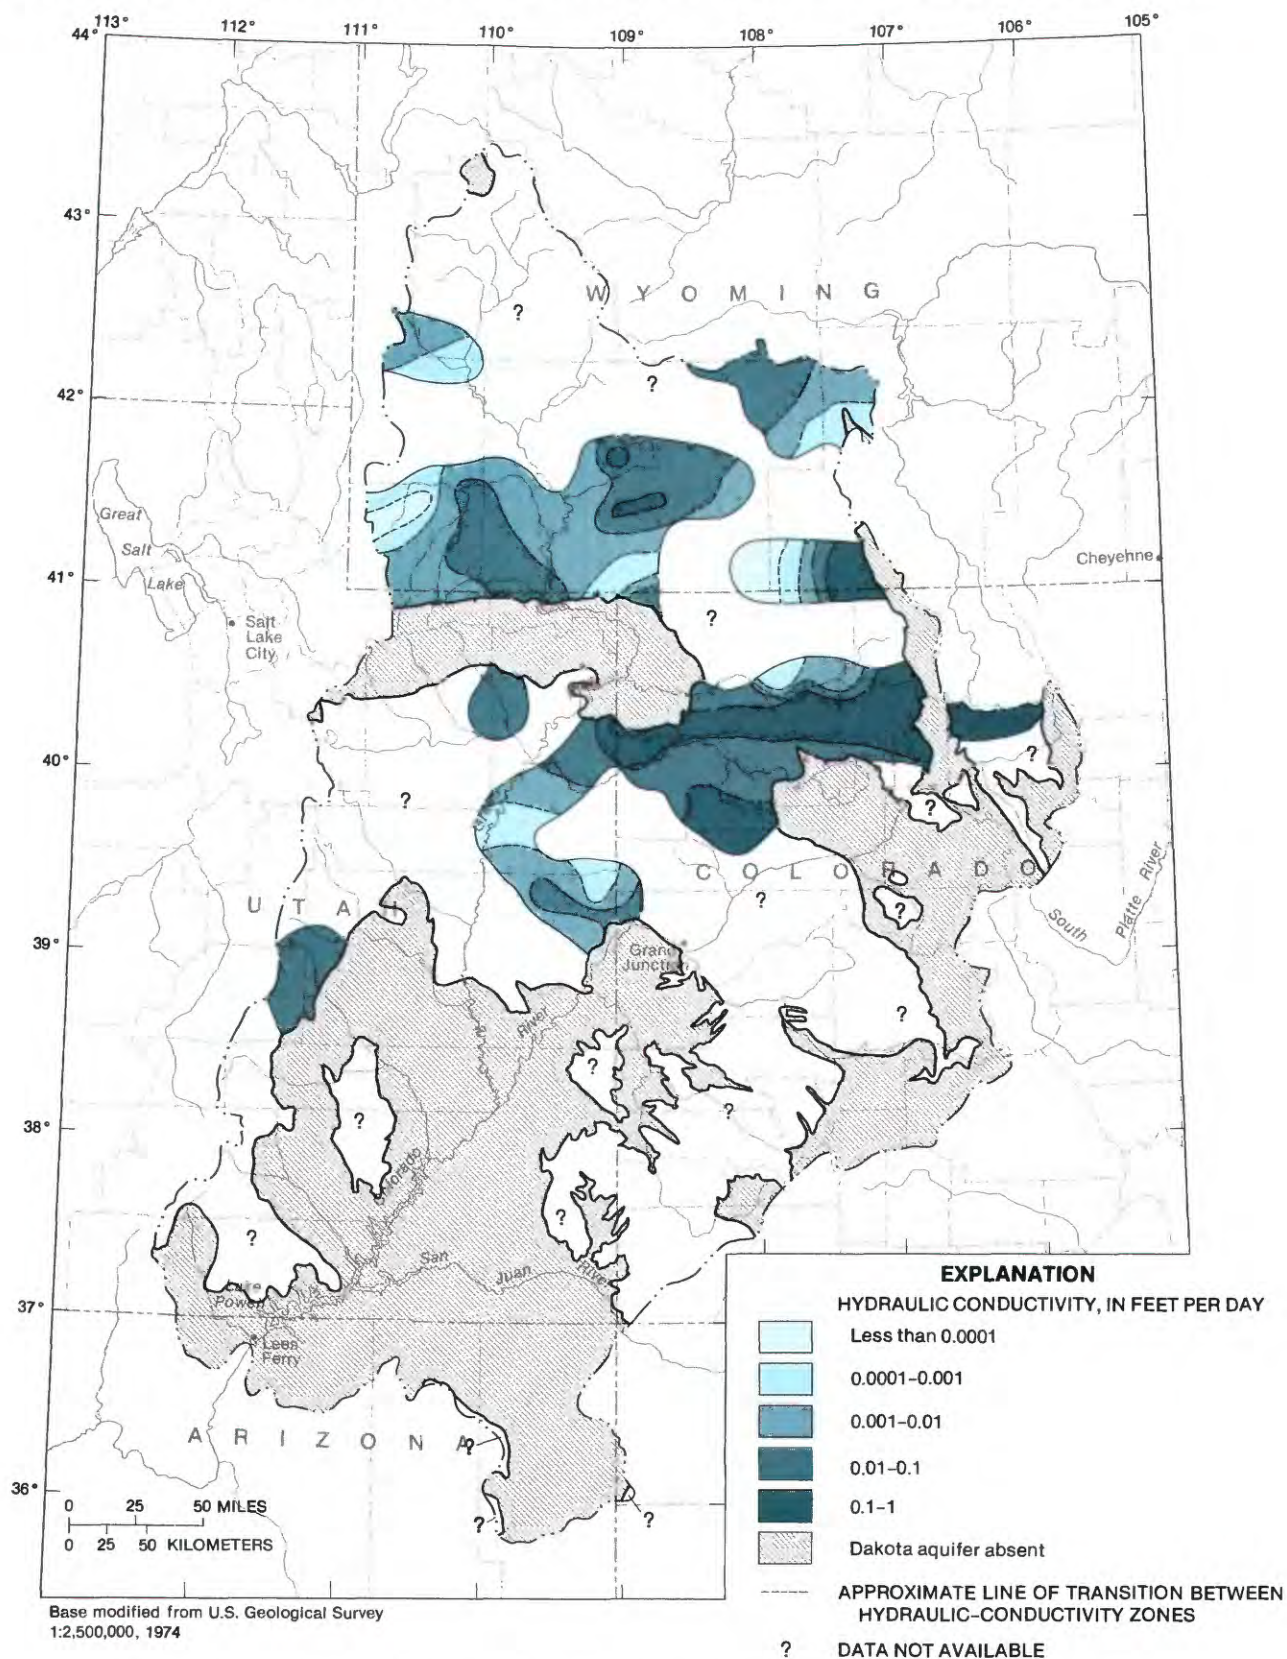 113° 112° 111° 110° 109° 108° 107° 106° 105°
44°
43°
WYOMING
?
?
42°
Great
Salt
Lake
Cheyenne
41°
Salt
Lake
City
?
40°
?
?
?
COLORADO
?
?
UTAH
South
Platte River
39°
Grand
Junction
?
River
?
?
?
38°
Colorado
?
?
San
Juan
River
Lake
Powell
37°
Lees
Ferry
ARIZONA
?
36°
?
?
0 25 50 MILES
0 25 50 KILOMETERS
EXPLANATION
HYDRAULIC CONDUCTIVITY, IN FEET PER DAY
Less than 0.0001
0.0001–0.001
0.001–0.01
0.01–0.1
0.1–1
Dakota aquifer absent
APPROXIMATE LINE OF TRANSITION BETWEEN
HYDRAULIC–CONDUCTIVITY ZONES
? DATA NOT AVAILABLE
Base modified from U.S. Geological Survey
1:2,500,000, 1974